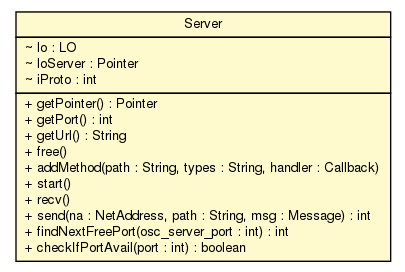 Server
~ lo : LO
~ loServer : Pointer
~ iProto : int
+ getPointer() : Pointer
+ getPort() : int
+ getUrl() : String
+ free()
+ addMethod(path : String, types : String, handler : Callback)
+ start()
+ recv()
+ send(na : NetAddress, path : String, msg : Message) : int
+ findNextFreePort(osc_server_port : int) : int
+ checkIfPortAvail(port : int) : boolean